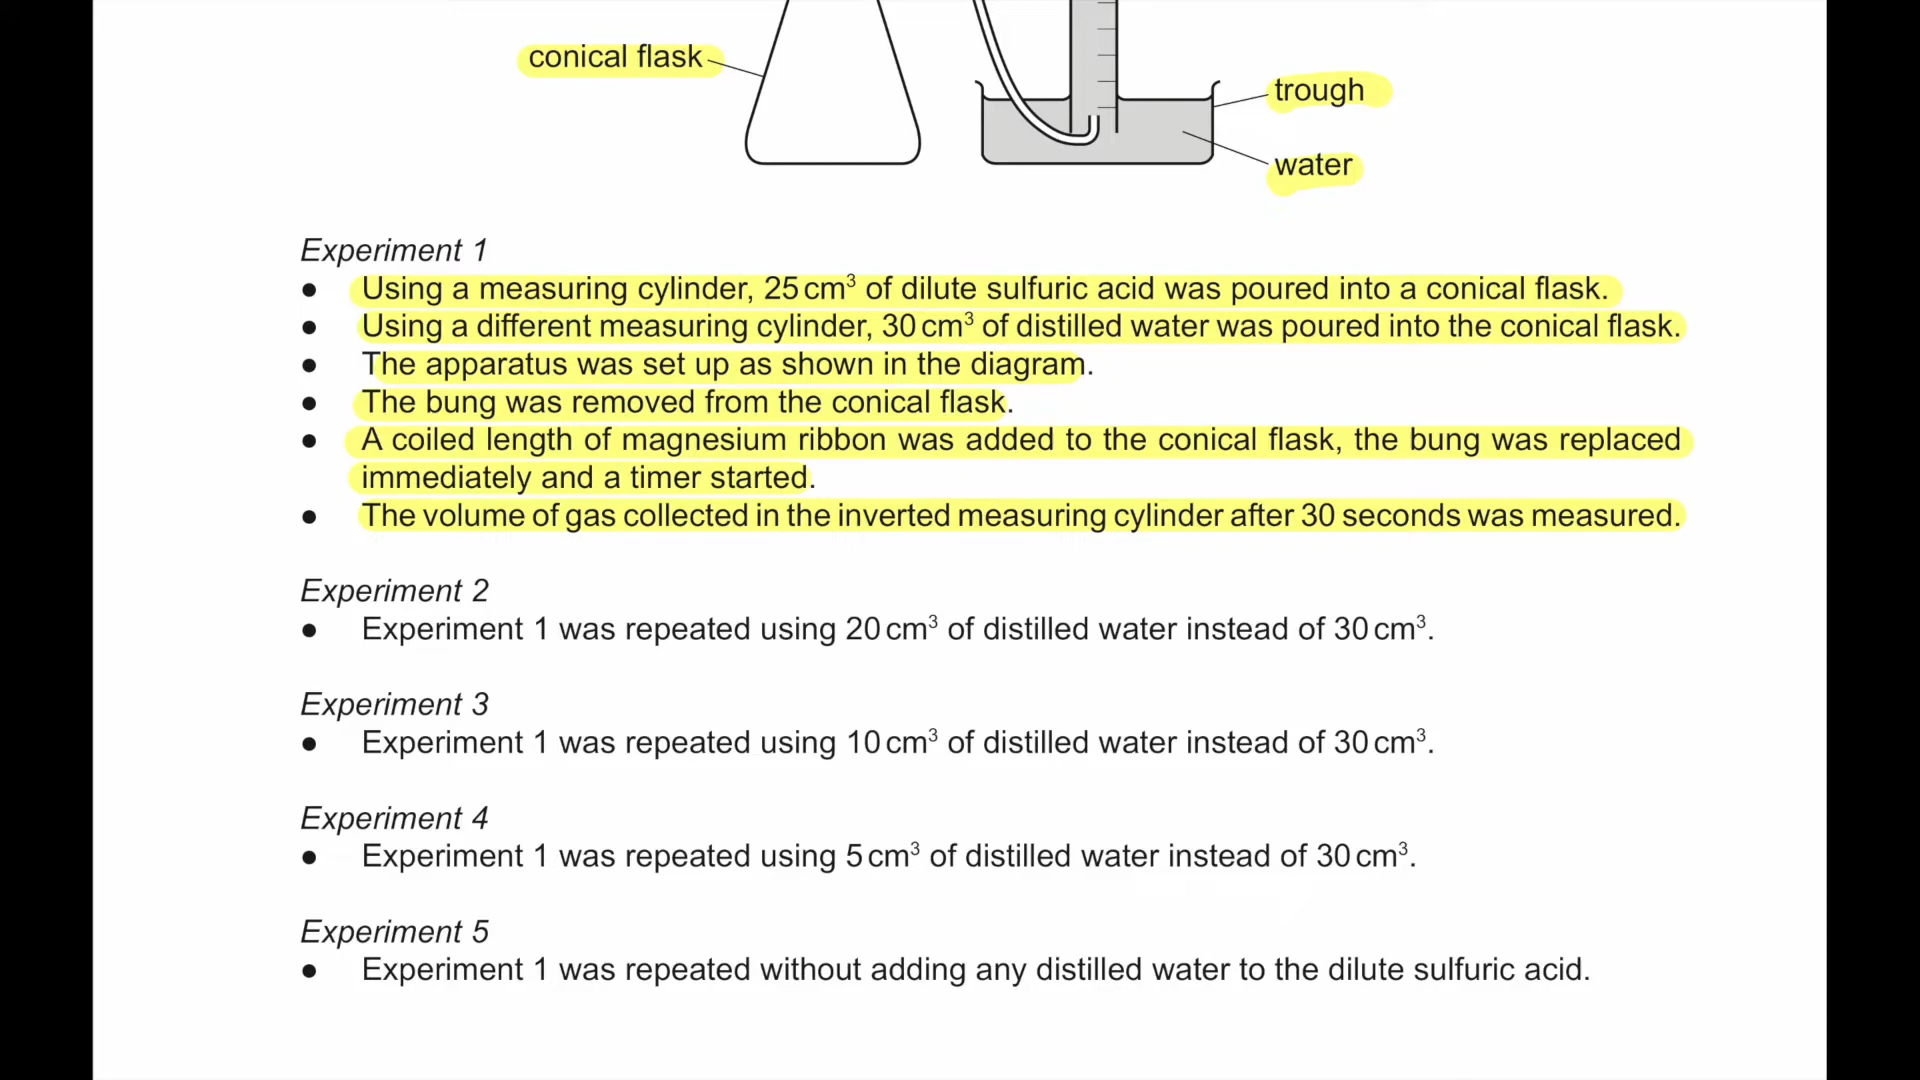 conical flask
trough
water
Experiment 1
● Using a measuring cylinder, 25 cm³ of dilute sulfuric acid was poured into a conical flask.
● Using a different measuring cylinder, 30 cm³ of distilled water was poured into the conical flask.
● The apparatus was set up as shown in the diagram.
● The bung was removed from the conical flask.
● A coiled length of magnesium ribbon was added to the conical flask, the bung was replaced
immediately and a timer started.
● The volume of gas collected in the inverted measuring cylinder after 30 seconds was measured.
Experiment 2
● Experiment 1 was repeated using 20 cm³ of distilled water instead of 30 cm³.
Experiment 3
● Experiment 1 was repeated using 10 cm³ of distilled water instead of 30 cm³.
Experiment 4
● Experiment 1 was repeated using 5 cm³ of distilled water instead of 30 cm³.
Experiment 5
● Experiment 1 was repeated without adding any distilled water to the dilute sulfuric acid.